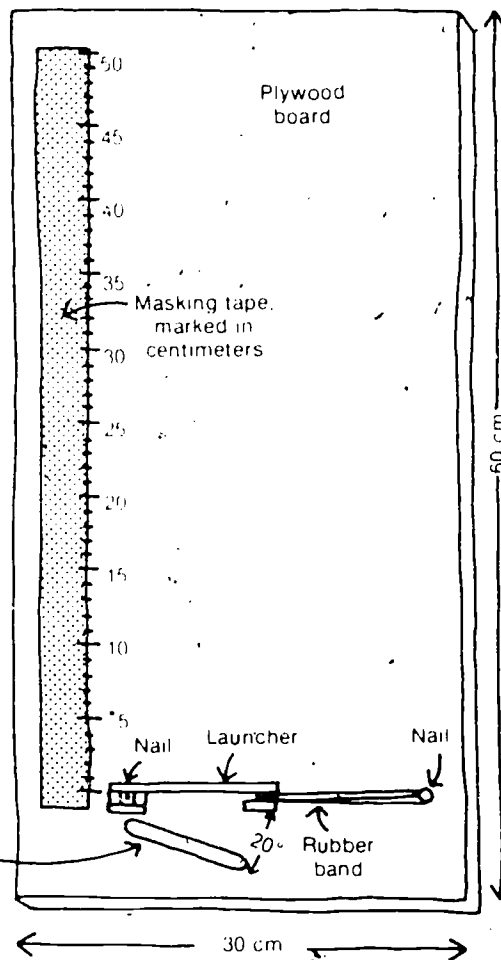 50
Plywood
board
45
40
35
Masking tape,
marked in
centimeters
30
25
60 cm
20
15
10
5
Nail
Launcher
Nail
20°
Rubber
band
30 cm